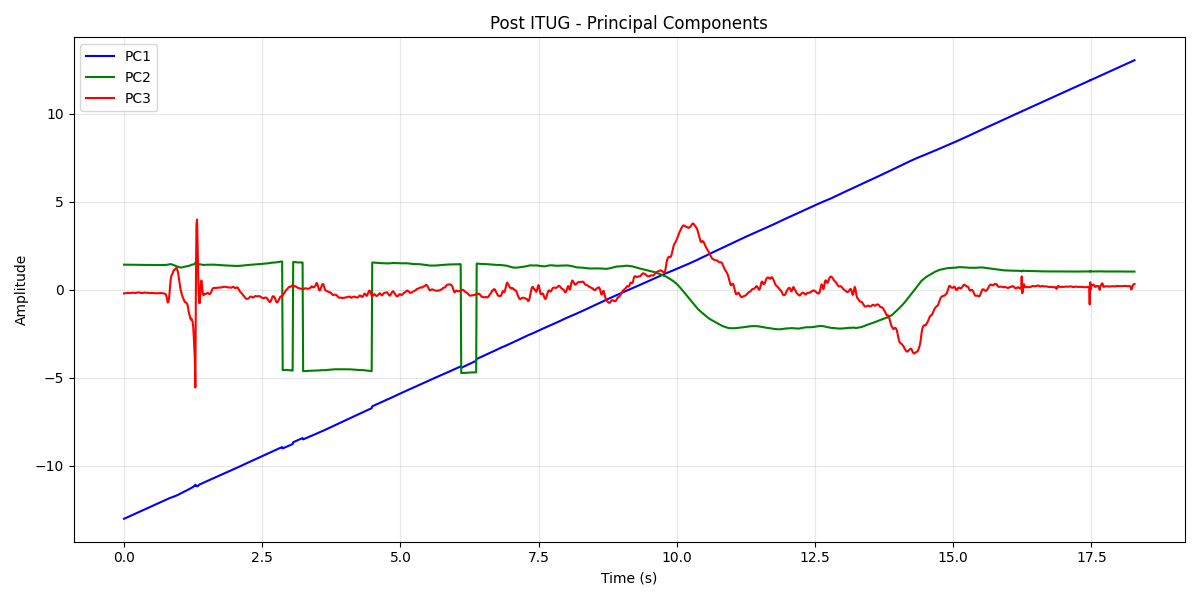 Post ITUG - Principal Components
PC1
PC2
PC3
Amplitude
10
5
0
−5
−10
0.0 2.5 5.0 7.5 10.0 12.5 15.0 17.5
Time (s)